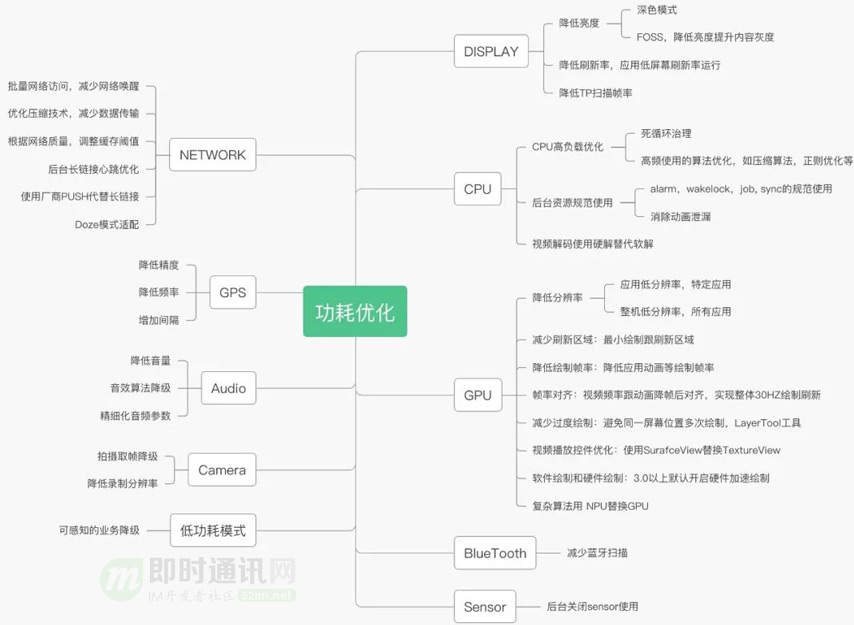 功耗优化
DISPLAY
降低亮度
深色模式
FOSS，降低亮度提升内容灰度
降低刷新率，应用低屏幕刷新率运行
降低TP扫描帧率
CPU
CPU高负载优化
死循环治理
高频使用的算法优化，如压缩算法，正则优化等
后台资源规范使用
alarm，wakelock，job, sync的规范使用
消除动画泄漏
视频解码使用硬解替代软解
GPU
降低分辨率
应用低分辨率，特定应用
整机低分辨率，所有应用
减少刷新区域：最小绘制跟刷新区域
降低绘制帧率：降低应用动画等绘制帧率
帧率对齐：视频频率跟动画降帧后对齐，实现整体30HZ绘制刷新
减少过度绘制：避免同一屏幕位置多次绘制，LayerTool工具
视频播放控件优化：使用SurafceView替换TextureView
软件绘制和硬件绘制：3.0以上默认开启硬件加速绘制
复杂算法用 NPU替换GPU
BlueTooth
减少蓝牙扫描
Sensor
后台关闭sensor使用
NETWORK
批量网络访问，减少网络唤醒
优化压缩技术，减少数据传输
根据网络质量，调整缓存阈值
后台长链接心跳优化
使用厂商PUSH代替长链接
Doze模式适配
GPS
降低精度
降低频率
增加间隔
Audio
降低音量
音效算法降级
精细化音频参数
Camera
拍摄取帧降级
降低录制分辨率
低功耗模式
可感知的业务降级
即时通讯网
IM开发者社区 52im.net